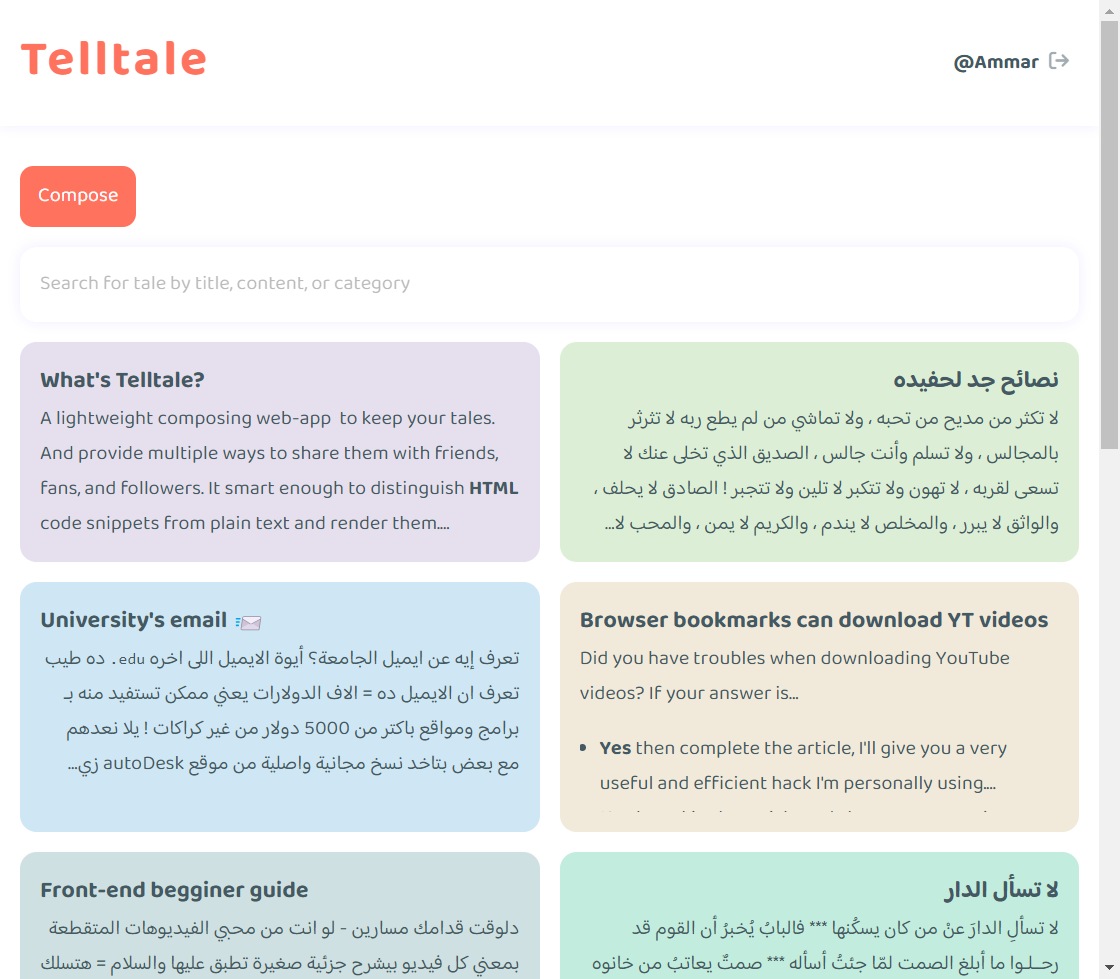 Telltale
@Ammar
Compose
Search for tale by title, content, or category
What's Telltale?
A lightweight composing web-app to keep your tales.
And provide multiple ways to share them with friends,
fans, and followers. It smart enough to distinguish HTML
code snippets from plain text and render them....
نصائح جد لحفيده
لا تكثر من مديح من تحبه ، ولا تماشي من لم يطع ربه لا تثرثر
بالمجالس ، ولا تسلم وأنت جالس ، الصديق الذي تخلى عنك لا
تسعى لقربه ، لا تهون ولا تتكبر لا تلين ولا تتجبر ! الصادق لا يحلف ،
والواثق لا يبرر ، والمخلص لا يندم ، والكريم لا يمن ، والمحب لا...
University's email 📨
تعرف إيه عن ايميل الجامعة؟ أيوة الايميل اللى اخره edu. ده طيب
تعرف ان الايميل ده = الاف الدولارات يعني ممكن تستفيد منه بـ
برامج ومواقع باكتر من 5000 دولار من غير كراكات ! يلا نعدهم
مع بعض بتاخد نسخ مجانية واصلية من موقع autoDesk زي...
Browser bookmarks can download YT videos
Did you have troubles when downloading YouTube
videos? If your answer is...
• Yes then complete the article, I'll give you a very
useful and efficient hack I'm personally using....
Front-end begginer guide
دلوقت قدامك مسارين - لو انت من محبي الفيديوهات المتقطعة
بمعني كل فيديو بيشرح جزئية صغيرة تطبق عليها والسلام = هتسلك
لا تسأل الدار
لا تسألِ الدارَ عنْ من كان يسكُنها *** فالبابُ يُخبرُ أن القوم قد
رحـلـوا ما أبلغ الصمت لمّا جئتُ أسأله *** صمتٌ يعاتبُ من خانوه